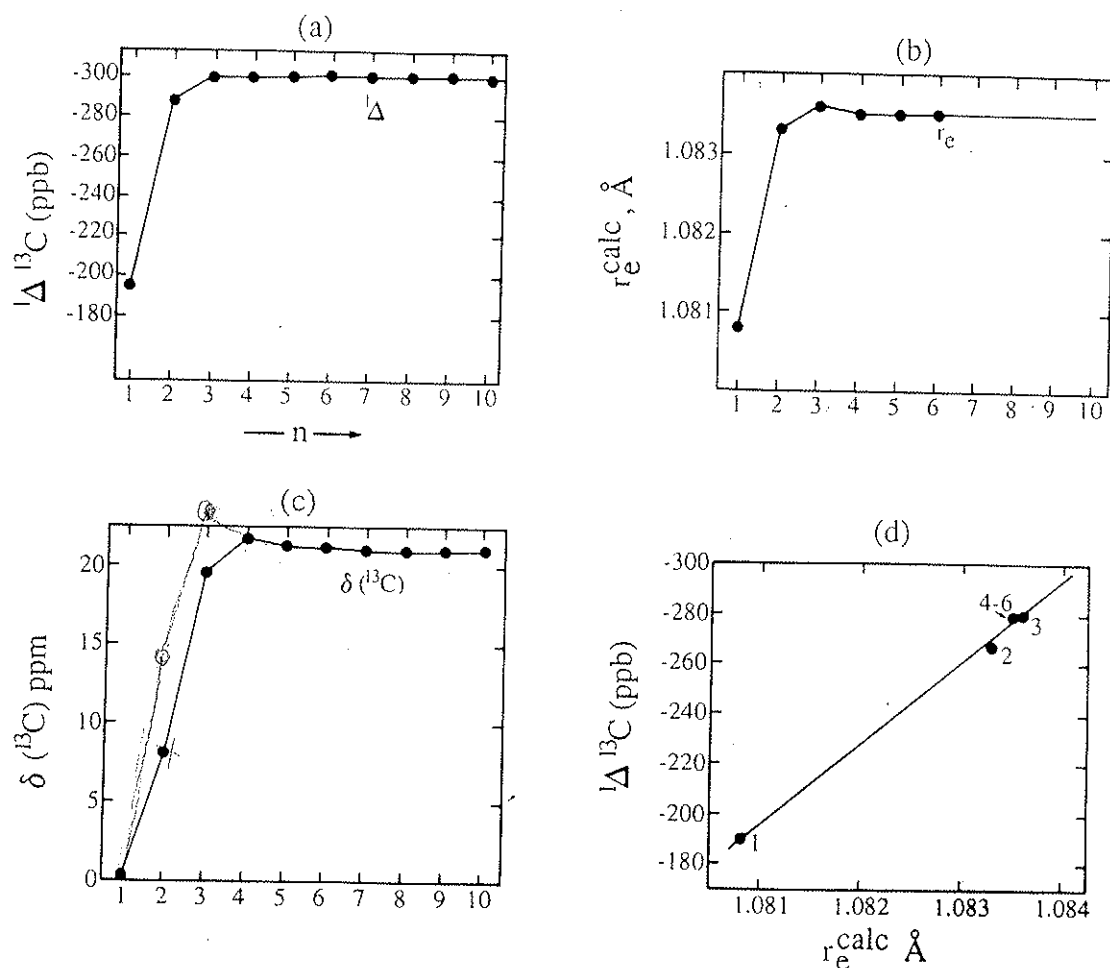 (a)
-300
-280
-260
-240
-220
-200
-180
¹Δ ¹³C (ppb)
¹Δ
1 2 3 4 5 6 7 8 9 10
n
(b)
1.083
1.082
1.081
r_e^calc, Å
r_e
1 2 3 4 5 6 7 8 9 10
(c)
20
15
10
5
0
δ (¹³C) ppm
δ (¹³C)
1 2 3 4 5 6 7 8 9 10
(d)
-300
-280
-260
-240
-220
-200
-180
¹Δ ¹³C (ppb)
4-6
3
2
1
1.081 1.082 1.083 1.084
r_e^calc Å